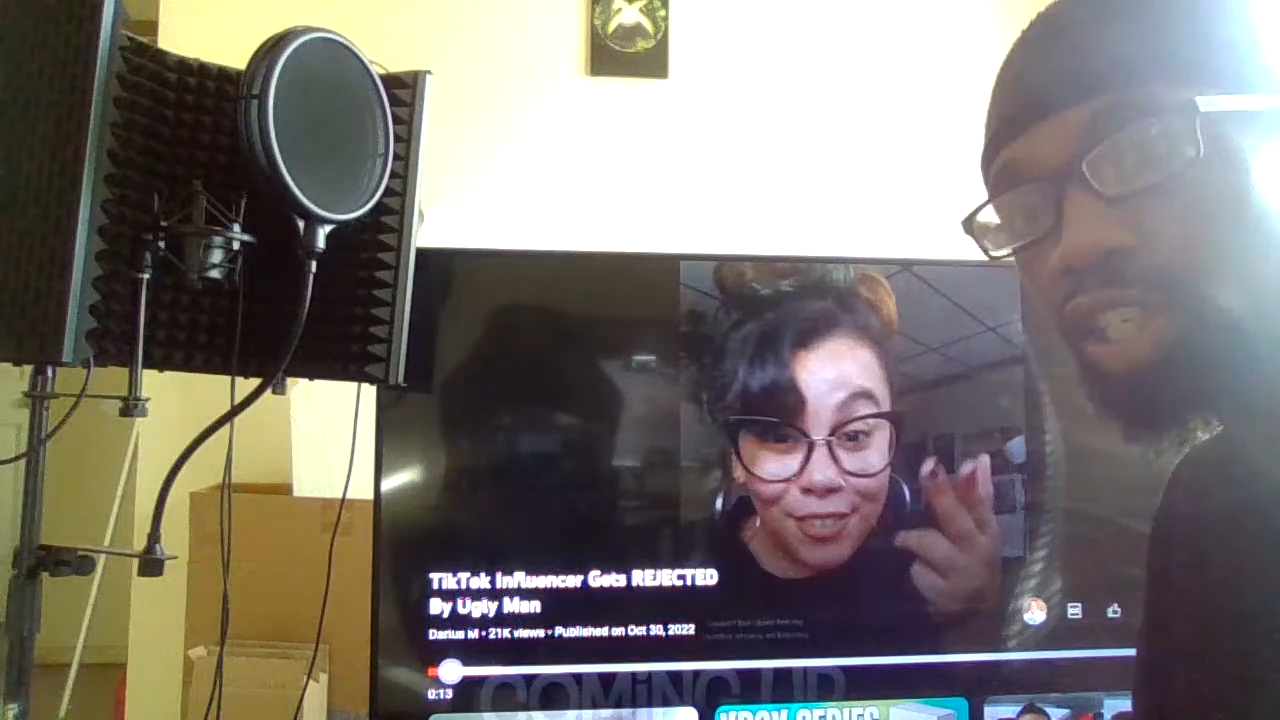 TikTok Influencer Gets REJECTED
By Ugly Man
Darius M • 21K views • Published on Oct 30, 2022
0:13
COMING UP
XBOX SERIES